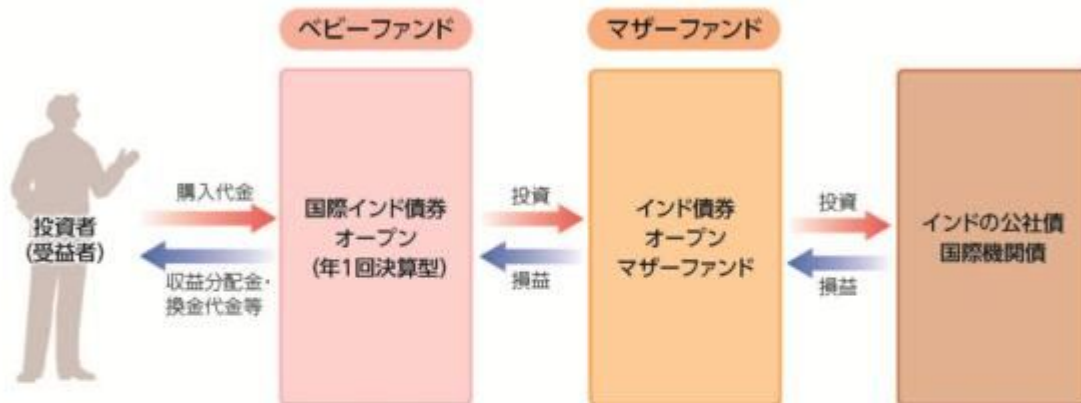 ベビーファンド
マザーファンド
投資者
(受益者)
購入代金
収益分配金・
換金代金等
国際インド債券
オープン
(年1回決算型)
投資
損益
インド債券
オープン
マザーファンド
投資
損益
インドの公社債
国際機関債